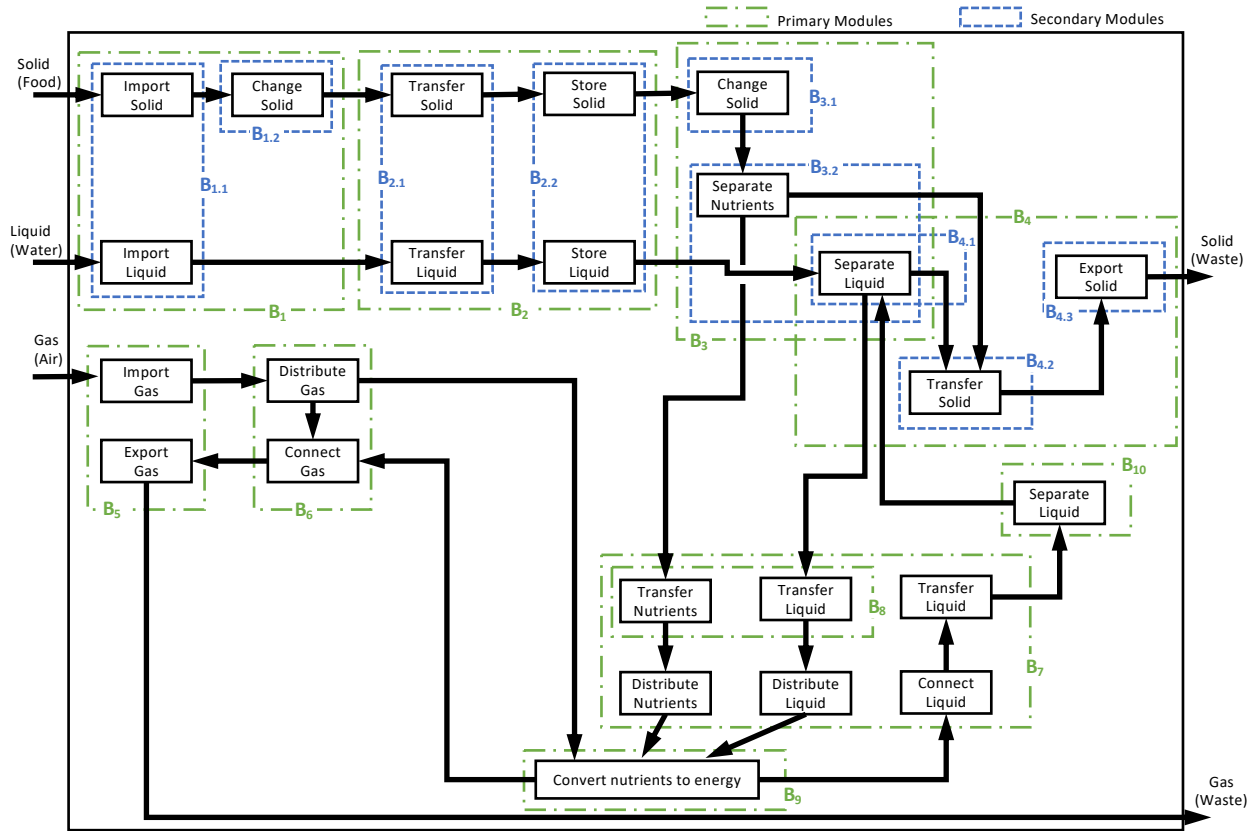 Primary Modules
Secondary Modules
Solid
(Food)
Import
Solid
Change
Solid
B1.2
B1.1
Import
Liquid
Liquid
(Water)
B1
Transfer
Solid
Store
Solid
B2.1
B2.2
Transfer
Liquid
Store
Liquid
B2
Change
Solid
B3.1
B3.2
Separate
Nutrients
B4
B4.1
Separate
Liquid
B3
Export
Solid
B4.3
Solid
(Waste)
B4.2
Transfer
Solid
Gas
(Air)
Import
Gas
Distribute
Gas
Export
Gas
Connect
Gas
B5
B6
B10
Separate
Liquid
Transfer
Nutrients
Transfer
Liquid
B8
Transfer
Liquid
B7
Distribute
Nutrients
Distribute
Liquid
Connect
Liquid
Convert nutrients to energy
B9
Gas
(Waste)